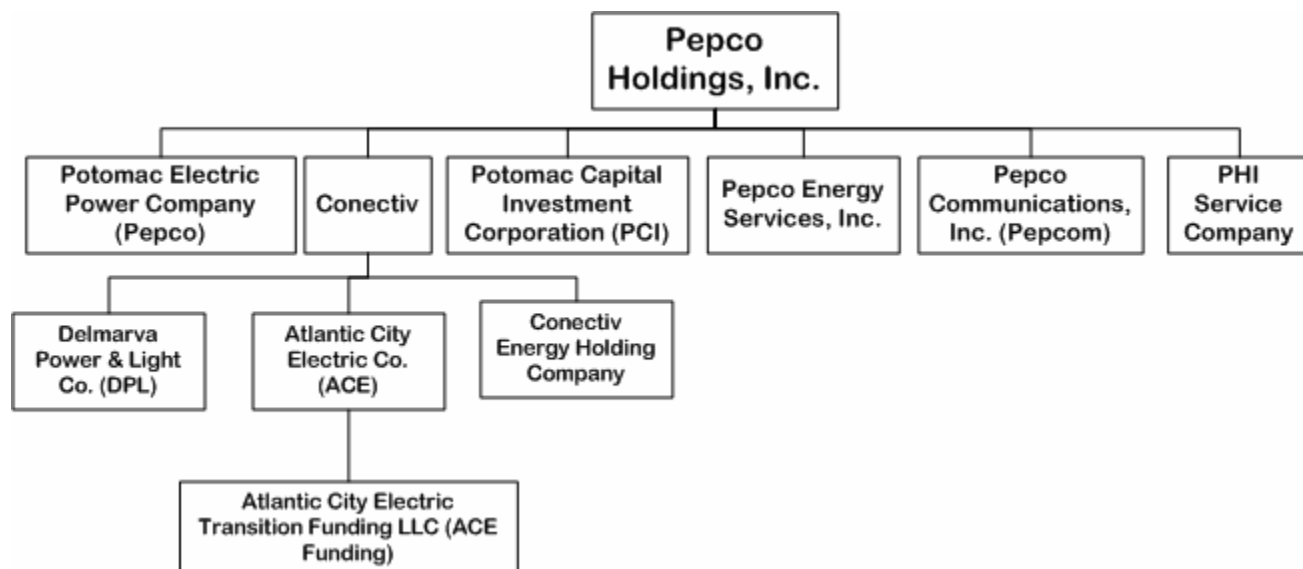 Pepco
Holdings, Inc.
Potomac Electric
Power Company
(Pepco)
Conectiv
Potomac Capital
Investment
Corporation (PCI)
Pepco Energy
Services, Inc.
Pepco
Communications,
Inc. (Pepcom)
PHI
Service
Company
Delmarva
Power & Light
Co. (DPL)
Atlantic City
Electric Co.
(ACE)
Conectiv
Energy Holding
Company
Atlantic City Electric
Transition Funding LLC (ACE
Funding)